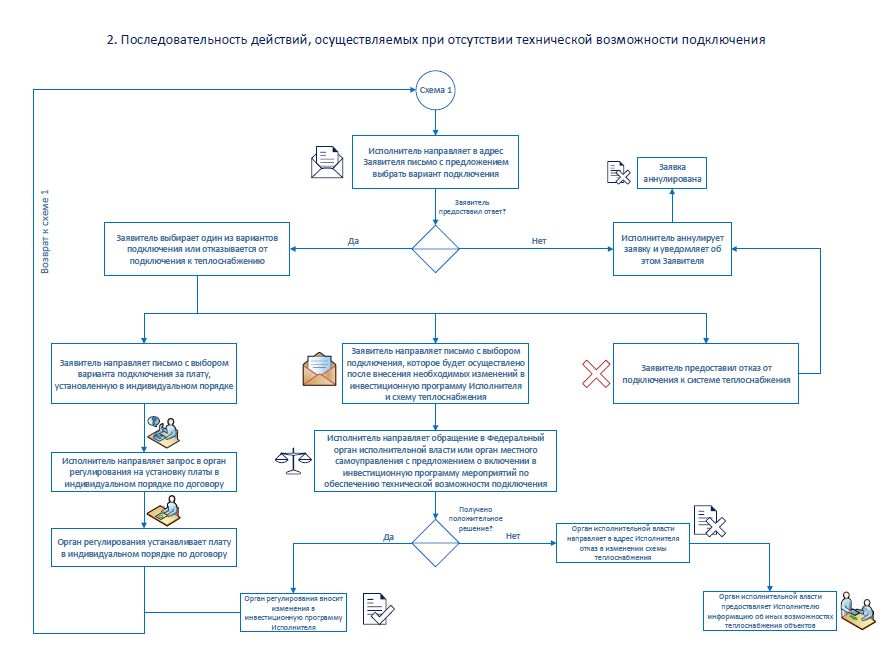 2. Последовательность действий, осуществляемых при отсутствии технической возможности подключения
Схема 1
Исполнитель направляет в адрес
Заявителя письмо с предложением
выбрать вариант подключения
Заявка
аннулирована
Возврат к схеме 1
Заявитель
предоставил ответ?
Заявитель выбирает один из вариантов
подключения или отказывается от
подключения к теплоснабжению
Да
Нет
Исполнитель аннулирует
заявку и уведомляет об
этом Заявителя
Заявитель направляет письмо с выбором
варианта подключения за плату,
установленную в индивидуальном порядке
Заявитель направляет письмо с выбором
подключения, которое будет осуществлено
после внесения необходимых изменений в
инвестиционную программу Исполнителя
и схему теплоснабжения
Заявитель предоставил отказ от
подключения к системе теплоснабжения
Исполнитель направляет запрос в орган
регулирования на установку платы в
индивидуальном порядке по договору
Исполнитель направляет обращение в Федеральный
орган исполнительной власти или орган местного
самоуправления с предложением о включении в
инвестиционную программу мероприятий по
обеспечению технической возможности подключения
Орган регулирования устанавливает плату
в индивидуальном порядке по договору
Получено
положительное
решение?
Да
Нет
Орган исполнительной власти
направляет в адрес Исполнителя
отказ в изменении схемы
теплоснабжения
Орган регулирования вносит
изменения в
инвестиционную программу
Исполнителя
Орган исполнительной власти
предоставляет Исполнителю
информацию об иных возможностях
теплоснабжения объектов